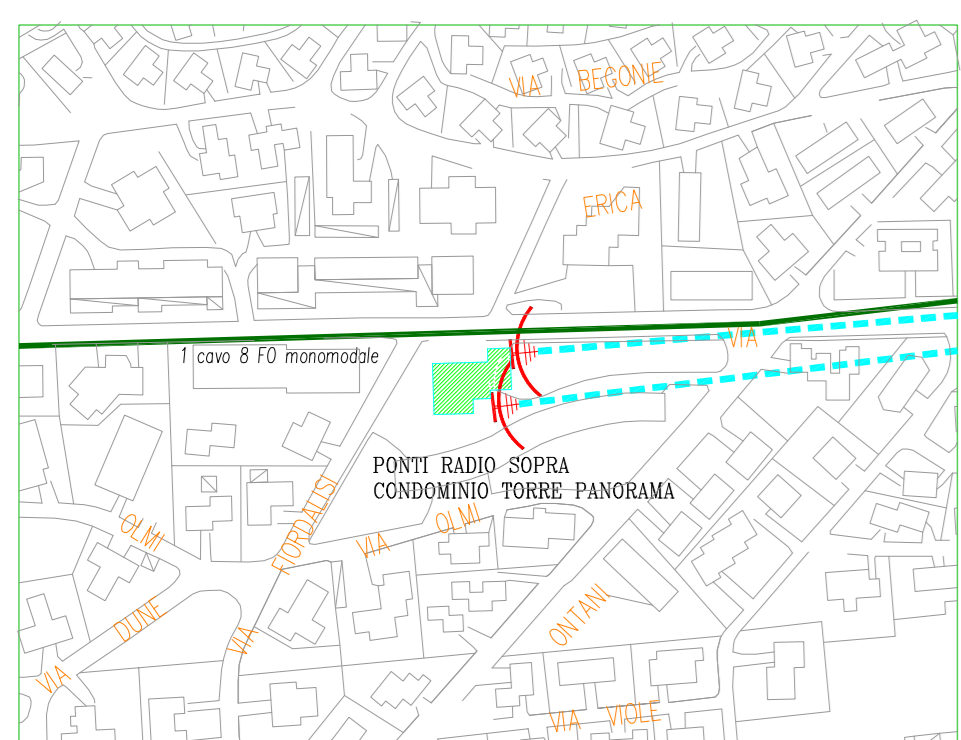 VIA BEGONIE
ERICA
VIA
1 cavo 8 FO monomodale
PONTI RADIO SOPRA
CONDOMINIO TORRE PANORAMA
FIORDALISI
VIA OLMI
OLMI
DUNE
VIA
VIA
ONTANI
VIA VIOLE